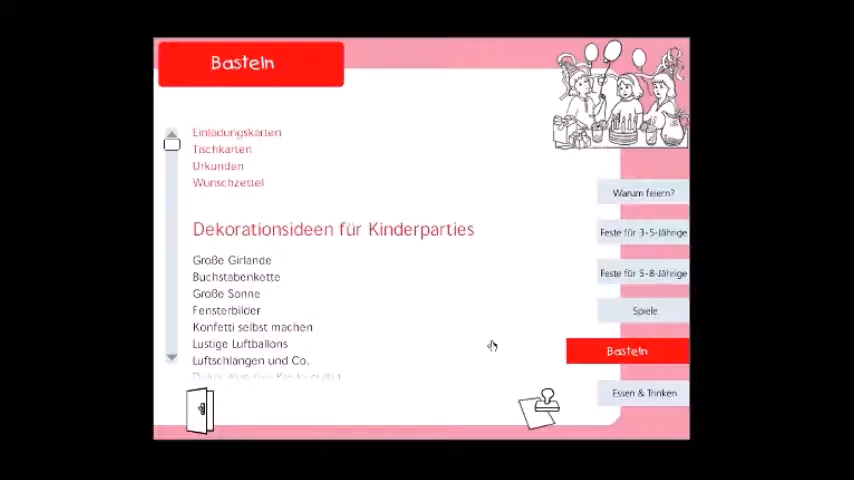 Basteln
Einladungskarten
Tischkarten
Urkunden
Wunschzettel
Dekorationsideen für Kinderparties
Große Girlande
Buchstabenkette
Große Sonne
Fensterbilder
Konfetti selbst machen
Lustige Luftballons
Luftschlangen und Co.
Warum feiern?
Feste für 3-5-Jährige
Feste für 5-8-Jährige
Spiele
Basteln
Essen & Trinken